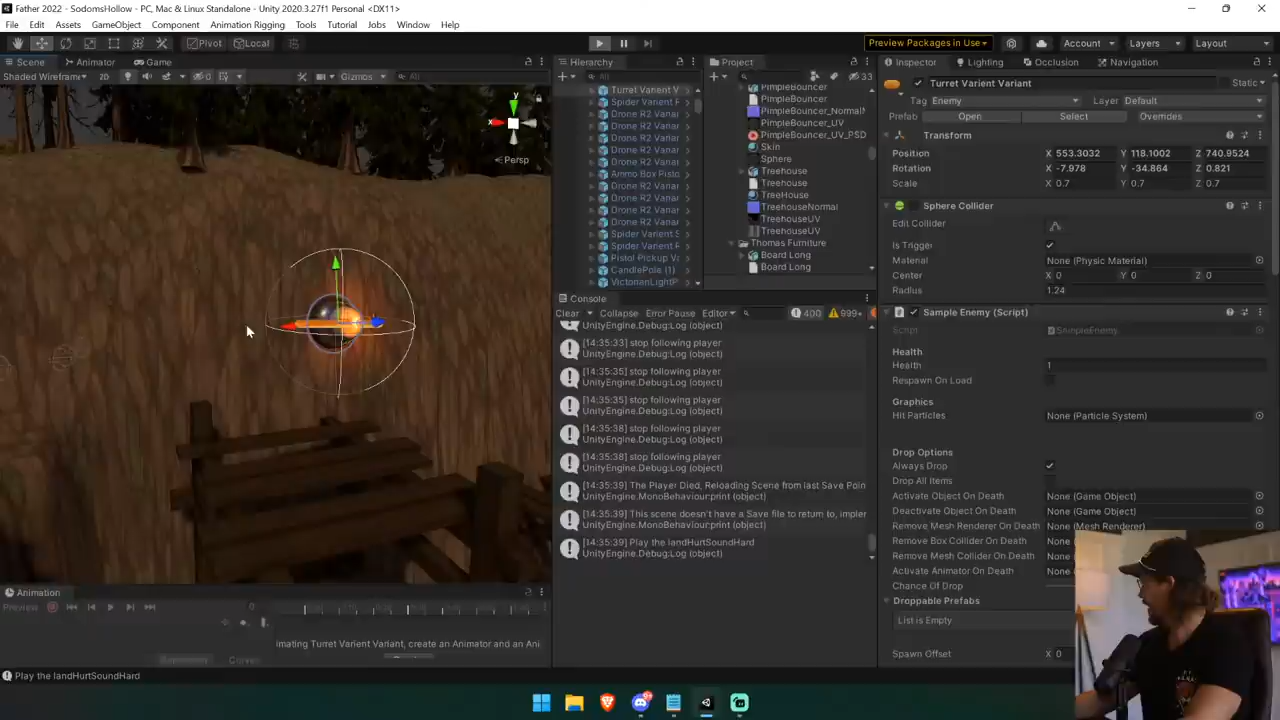 Father 2022 - SodomsHollow - PC, Mac & Linux Standalone - Unity 2020.3.27f1 Personal <DX11>
File Edit Assets GameObject Component Animation Rigging Tools Tutorial Jobs Window Help
Pivot Local Preview Packages in Use Account Layers Layout
Scene Animator Game
Shaded Wireframe 2D 0 Gizmos All
y x Persp
Hierarchy
All
Turret Varient V
Spider Varient F
Drone R2 Varian
Drone R2 Varian
Drone R2 Varian
Drone R2 Varian
Drone R2 Varian
Ammo Box Pisto
Drone R2 Varian
Drone R2 Varian
Drone R2 Varian
Drone R2 Varian
Spider Varient S
Spider Varient F
Pistol Pickup Va
CandlePole (1)
VictorianLightP
Project
33
PimpleBouncer
PimpleBouncer
PimpleBouncer_Normal
PimpleBouncer_UV
PimpleBouncer_UV_PSD
Skin
Sphere
Treehouse
Treehouse
TreeHouse
TreehouseNormal
TreehouseUV
TreehouseUV
Thomas Furniture
Board Long
Board Long
Console
Clear Collapse Error Pause Editor 400 999+
UnityEngine.Debug:Log (object)
[14:35:33] stop following player
UnityEngine.Debug:Log (object)
[14:35:35] stop following player
UnityEngine.Debug:Log (object)
[14:35:35] stop following player
UnityEngine.Debug:Log (object)
[14:35:38] stop following player
UnityEngine.Debug:Log (object)
[14:35:38] stop following player
UnityEngine.Debug:Log (object)
[14:35:39] The Player Died, Reloading Scene from last Save Poin
UnityEngine.MonoBehaviour:print (object)
[14:35:39] This scene doesn't have a Save file to return to, impler
UnityEngine.MonoBehaviour:print (object)
[14:35:39] Play the landHurtSoundHard
UnityEngine.Debug:Log (object)
Inspector Lighting Occlusion Navigation
Turret Varient Variant Static
Tag Enemy Layer Default
Prefab Open Select Overrides
Transform
Position X 553.3032 Y 118.1002 Z 740.9524
Rotation X -7.978 Y -34.864 Z 0.821
Scale X 0.7 Y 0.7 Z 0.7
Sphere Collider
Edit Collider
Is Trigger
Material None (Physic Material)
Center X 0 Y 0 Z 0
Radius 1.24
Sample Enemy (Script)
Script SampleEnemy
Health
Health 1
Respawn On Load
Graphics
Hit Particles None (Particle System)
Drop Options
Always Drop
Drop All Items
Activate Object On Death None (Game Object)
Deactivate Object On Death None (Game Object)
Remove Mesh Renderer On Death None (Mesh Renderer)
Remove Box Collider On Death None
Remove Mesh Collider On Death None
Activate Animator On Death None
Chance Of Drop
Droppable Prefabs
List is Empty
Spawn Offset X 0
Animation
Preview 0
imating Turret Varient Variant, create an Animator and an Ani
Curves
Play the landHurtSoundHard